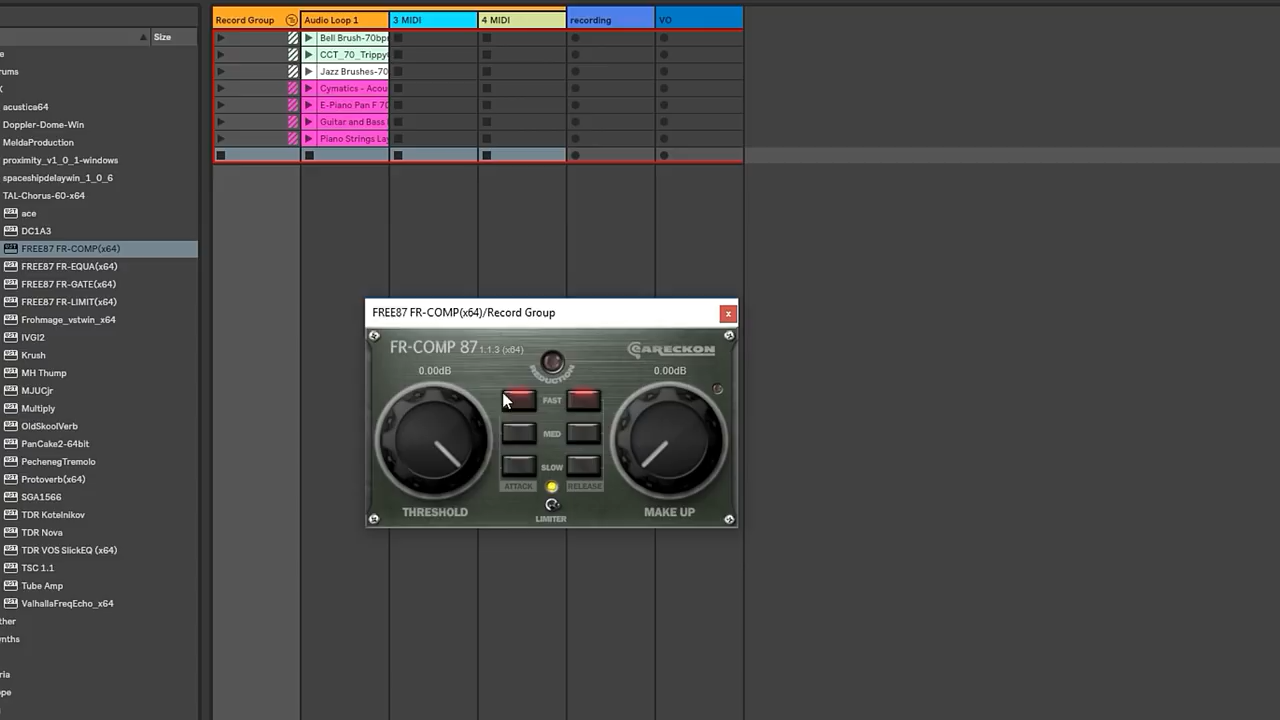 Record Group
Audio Loop 1
3 MIDI
4 MIDI
recording
VO
Size
Bell Brush-70bp
CCT_70_Trippy
Jazz Brushes-70
Cymatics - Acou
E-Piano Pan F 70
Guitar and Bass
Piano Strings Lay
rums
acustica64
Doppler-Dome-Win
MeldaProduction
proximity_v1_0_1-windows
spaceshipdelaywin_1_0_6
TAL-Chorus-60-x64
ace
DC1A3
FREE87 FR-COMP(x64)
FREE87 FR-EQUA(x64)
FREE87 FR-GATE(x64)
FREE87 FR-LIMIT(x64)
Frohmage_vstwin_x64
IVGI2
Krush
MH Thump
MJUCjr
Multiply
OldSkoolVerb
PanCake2-64bit
PechenegTremolo
Protoverb(x64)
SGA1566
TDR Kotelnikov
TDR Nova
TDR VOS SlickEQ (x64)
TSC 1.1
Tube Amp
ValhallaFreqEcho_x64
ther
nths
ria
pe
FREE87 FR-COMP(x64)/Record Group
x
FR-COMP 87 1.1.3 (x64)
CARECKON
REDUCTION
0.00dB
0.00dB
FAST
MED
SLOW
ATTACK
RELEASE
LIMITER
THRESHOLD
MAKE UP